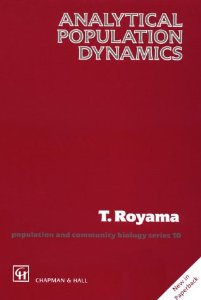 ANALYTICAL
POPULATION
DYNAMICS
T. Royama
population and community biology series 10
CHAPMAN & HALL
New in
Paperback